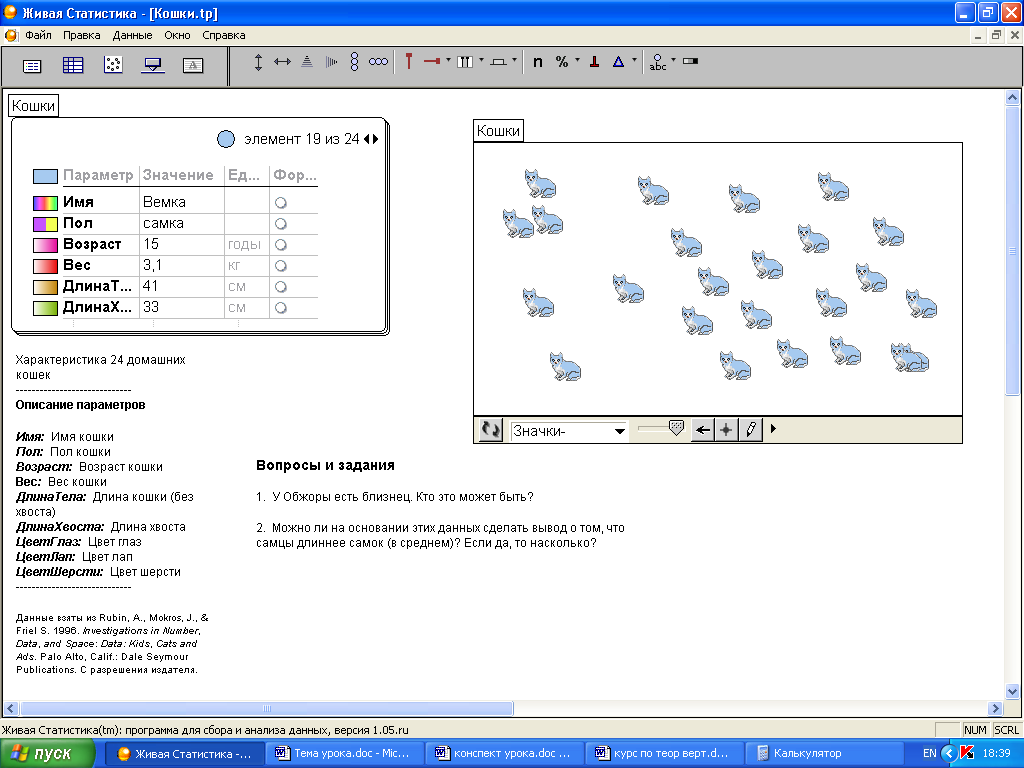 Живая Статистика - [Кошки.tp]
Файл Правка Данные Окно Справка
n % abc
Кошки
элемент 19 из 24
Параметр Значение Ед... Фор...
Имя Вемка
Пол самка
Возраст 15 годы
Вес 3,1 кг
ДлинаТ... 41 см
ДлинаХ... 33 см
Характеристика 24 домашних
кошек
-----------------------------
Описание параметров
Имя: Имя кошки
Пол: Пол кошки
Возраст: Возраст кошки
Вес: Вес кошки
ДлинаТела: Длина кошки (без
хвоста)
ДлинаХвоста: Длина хвоста
ЦветГлаз: Цвет глаз
ЦветЛап: Цвет лап
ЦветШерсти: Цвет шерсти
-----------------------------
Данные взяты из Rubin, A., Mokros, J., &
Friel S. 1996. Investigations in Number,
Data, and Space: Data: Kids, Cats and
Ads. Palo Alto, Calif.: Dale Seymour
Publications. С разрешения издателя.
Кошки
Значки-
Вопросы и задания
1. У Обжоры есть близнец. Кто это может быть?
2. Можно ли на основании этих данных сделать вывод о том, что
самцы длиннее самок (в среднем)? Если да, то насколько?
Живая Статистика(tm): программа для сбора и анализа данных, версия 1.05.ru
NUM SCRL
пуск
Живая Статистика -...
Тема урока.doc - Mic...
конспект урока.doc ...
курс по теор верт.d...
Калькулятор
EN
18:39